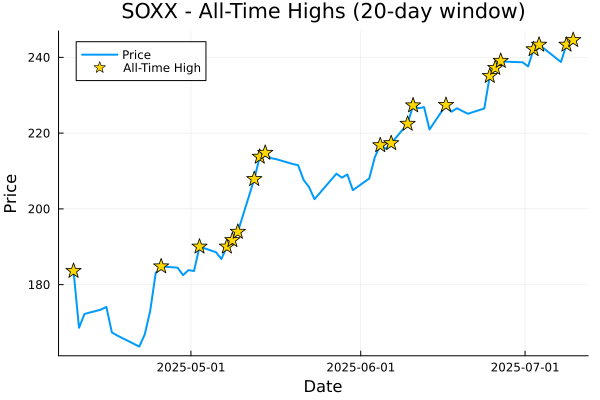 SOXX - All-Time Highs (20-day window)
Price
All-Time High
240
220
200
180
Price
2025-05-01
2025-06-01
2025-07-01
Date